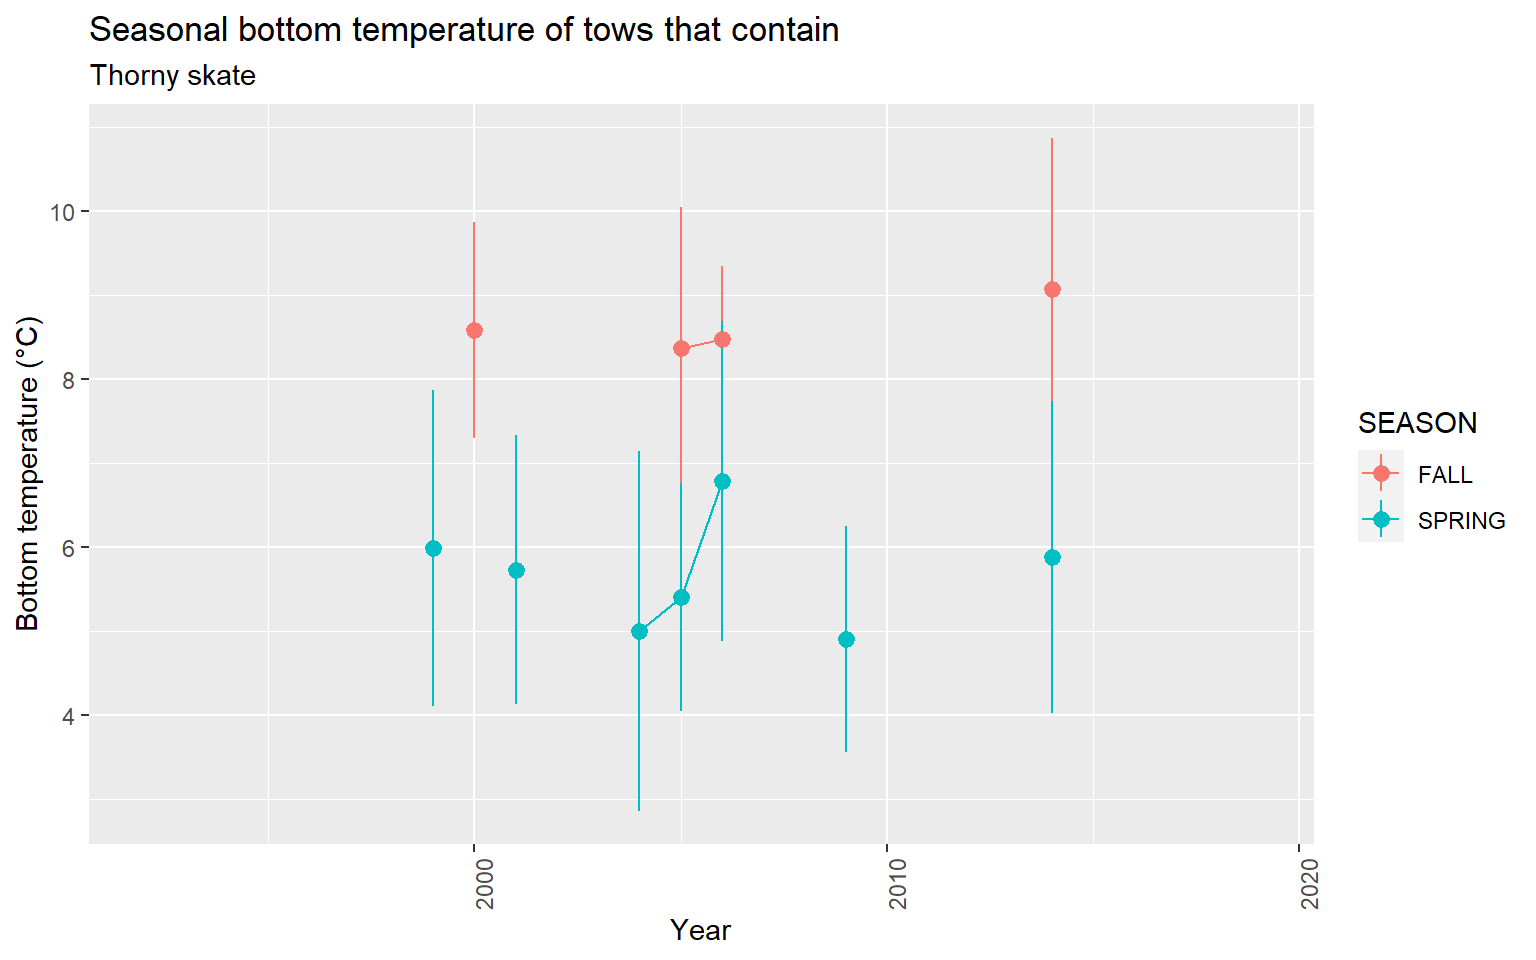 Seasonal bottom temperature of tows that contain
Thorny skate
10
8
6
4
Bottom temperature (°C)
2000
2010
2020
Year
SEASON
FALL
SPRING